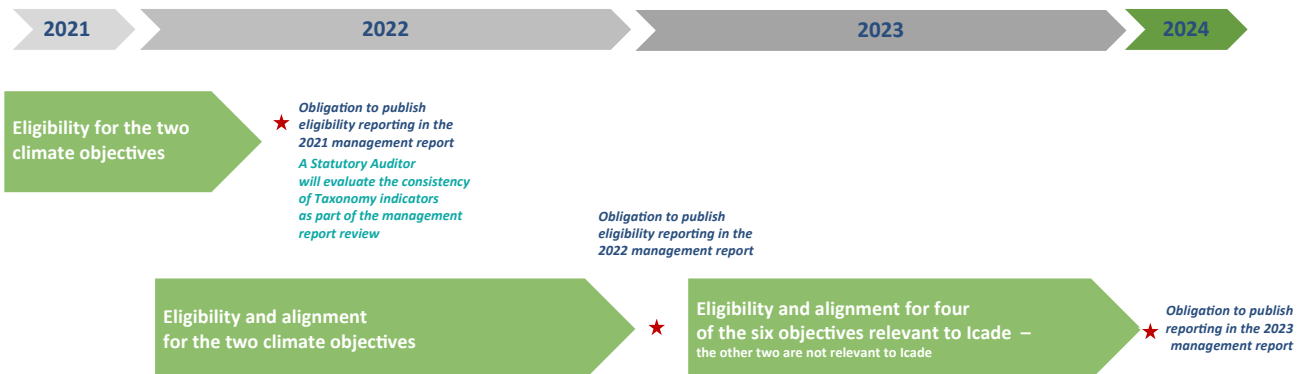 2021
2022
2023
2024
Eligibility for the two
climate objectives
Obligation to publish
eligibility reporting in the
2021 management report
A Statutory Auditor
will evaluate the consistency
of Taxonomy indicators
as part of the management
report review
Obligation to publish
eligibility reporting in the
2022 management report
Eligibility and alignment
for the two climate objectives
Eligibility and alignment for four
of the six objectives relevant to Icade –
the other two are not relevant to Icade
Obligation to publish
reporting in the 2023
management report